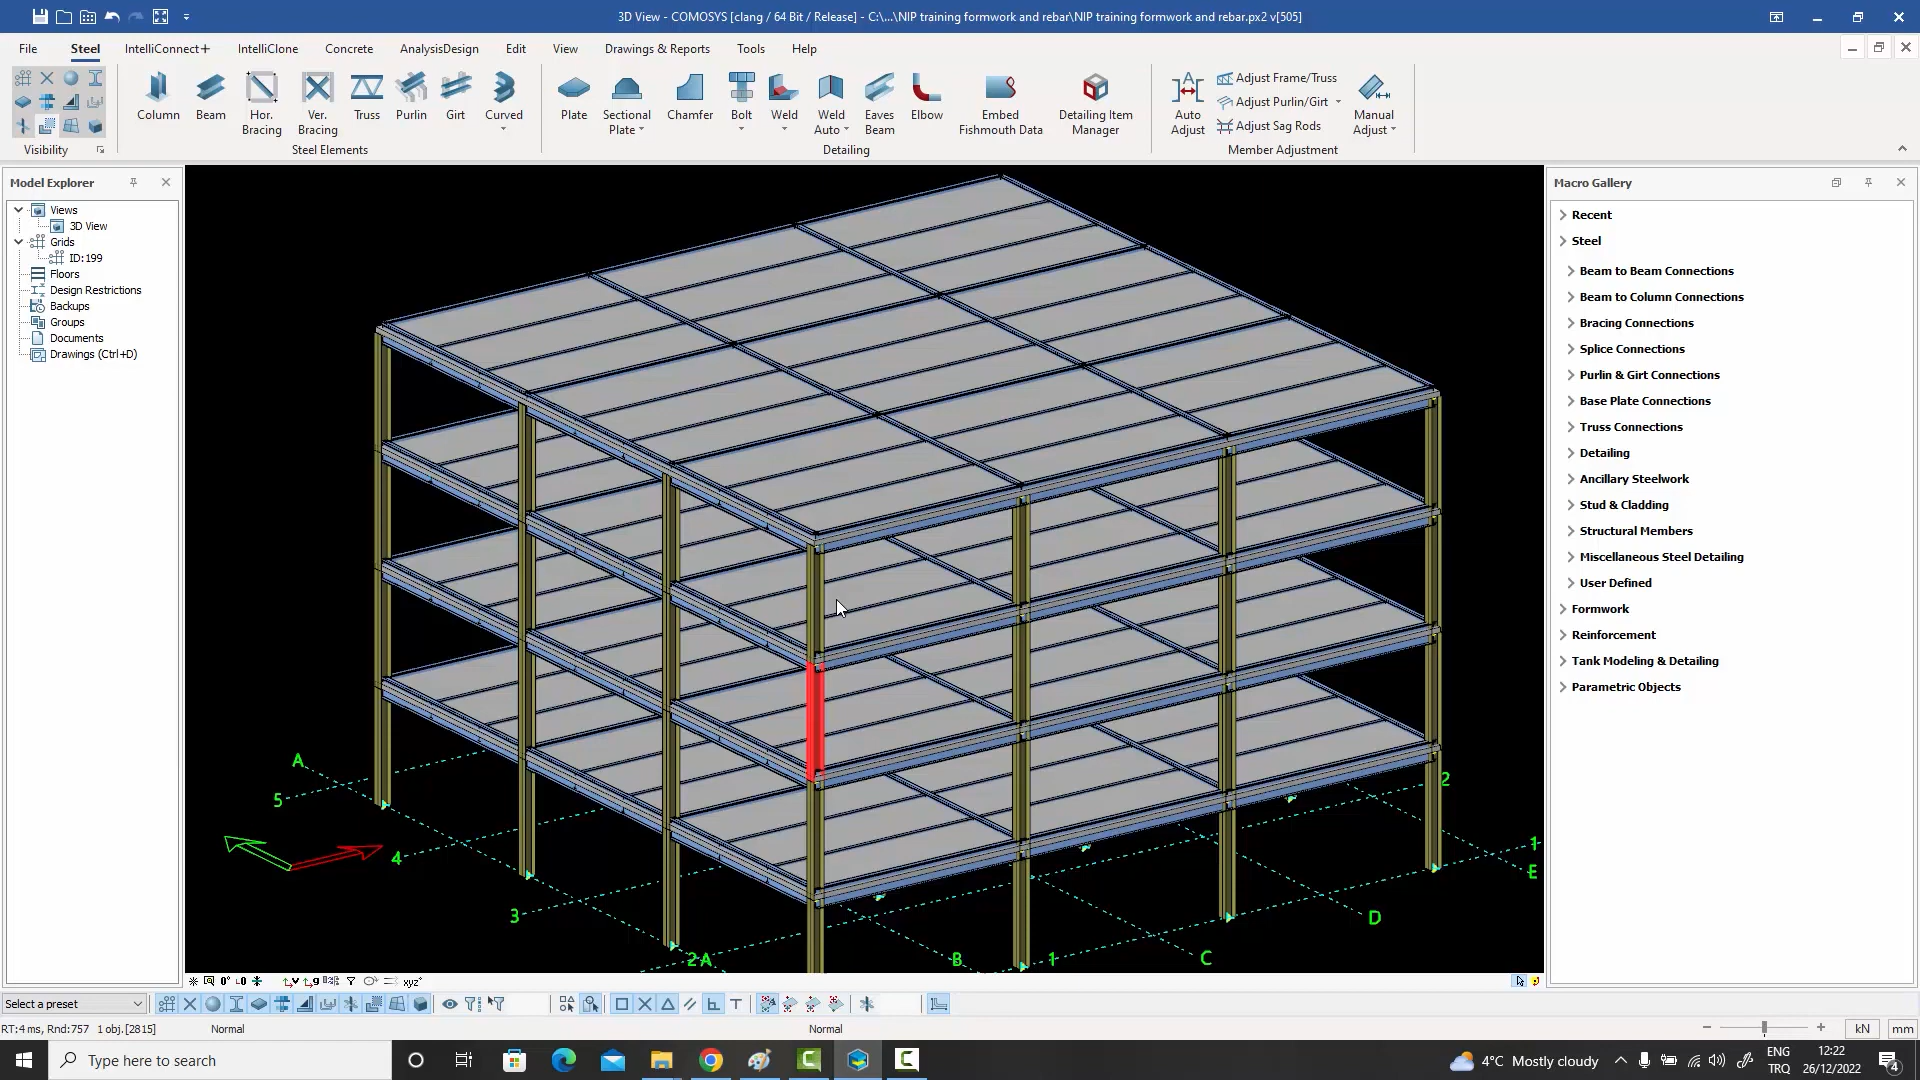 3D View - COMOSYS [clang / 64 Bit / Release] - C:\...\NIP training formwork and rebar\NIP training formwork and rebar.px2 v[505]
File Steel IntelliConnect+ IntelliClone Concrete AnalysisDesign Edit View Drawings & Reports Tools Help
Column Beam Hor. Bracing Ver. Bracing Truss Purlin Girt Curved
Plate Sectional Plate Chamfer Bolt Weld Weld Auto Eaves Beam Elbow Embed Fishmouth Data Detailing Item Manager
Auto Adjust Adjust Frame/Truss Manual Adjust
Adjust Purlin/Girt
Adjust Sag Rods
Visibility Steel Elements Detailing Member Adjustment
Model Explorer
Views
3D View
Grids
ID:199
Floors
Design Restrictions
Backups
Groups
Documents
Drawings (Ctrl+D)
A
5
4
3
2A
B
1
C
D
E
1
2
xyz
Macro Gallery
Recent
Steel
Beam to Beam Connections
Beam to Column Connections
Bracing Connections
Splice Connections
Purlin & Girt Connections
Base Plate Connections
Truss Connections
Detailing
Ancillary Steelwork
Stud & Cladding
Structural Members
Miscellaneous Steel Detailing
User Defined
Formwork
Reinforcement
Tank Modeling & Detailing
Parametric Objects
Select a preset
RT:4 ms, Rnd:757 1 obj.[2815] Normal Normal kN mm
Type here to search
4°C Mostly cloudy
ENG
TRQ
12:22
26/12/2022
4